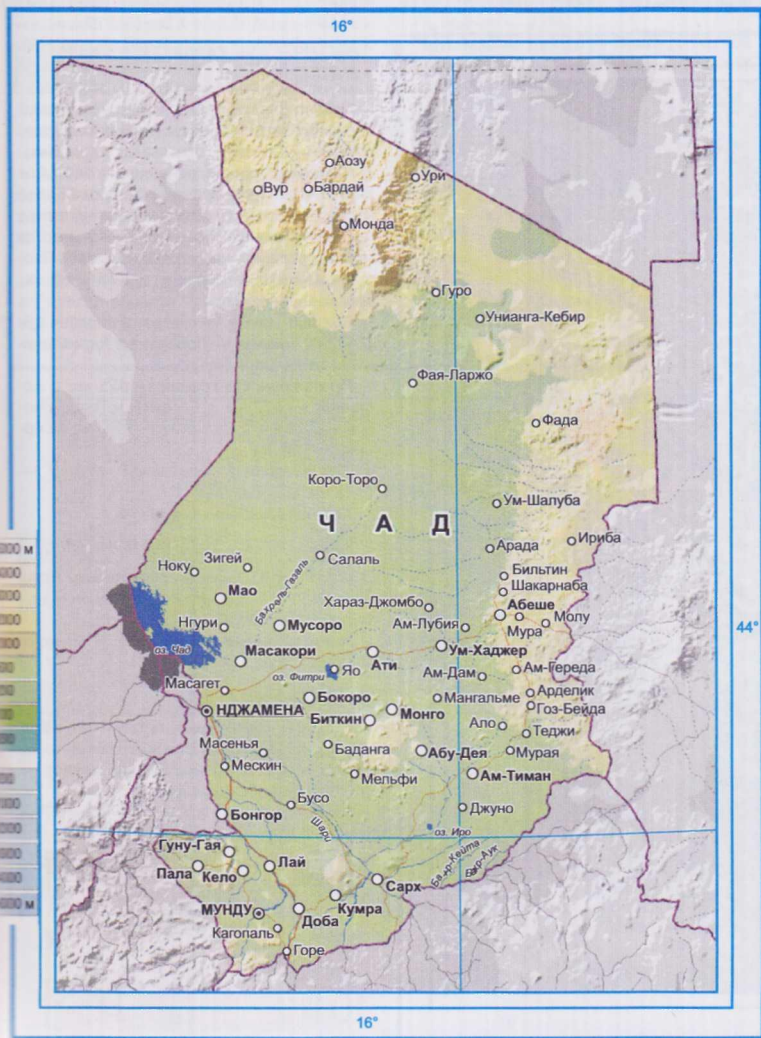 16°
Аозу
Ури
Вур
Бардай
Монда
Гуро
Унианга-Кебир
Фая-Ларжо
Фада
Коро-Торо
Ум-Шалуба
Ч А Д
Ириба
Арада
Зигей
Салаль
Ноку
Бильтин
Шакарнаба
Мао
Хараз-Джомбо
Абеше
Молу
Нгури
Мусоро
Ам-Лубия
Мура
44°
оз. Чад
Масакори
Ати
Ум-Хаджер
Яо
оз. Фитри
Ам-Дам
Ам-Гереда
Масагет
Бокоро
Мангальме
Арделик
Гоз-Бейда
НДЖАМЕНА
Биткин
Монго
Ало
Теджи
Масенья
Баданга
Абу-Дея
Мурая
Мескин
Мельфи
Ам-Тиман
Бусо
Джуно
Бонгор
Шари
оз. Иро
Гуну-Гая
Лай
Пала
Кело
Сарх
Бахр-Кейта
Бахр-Аук
МУНДУ
Доба
Кумра
Кагопаль
Горе
16°